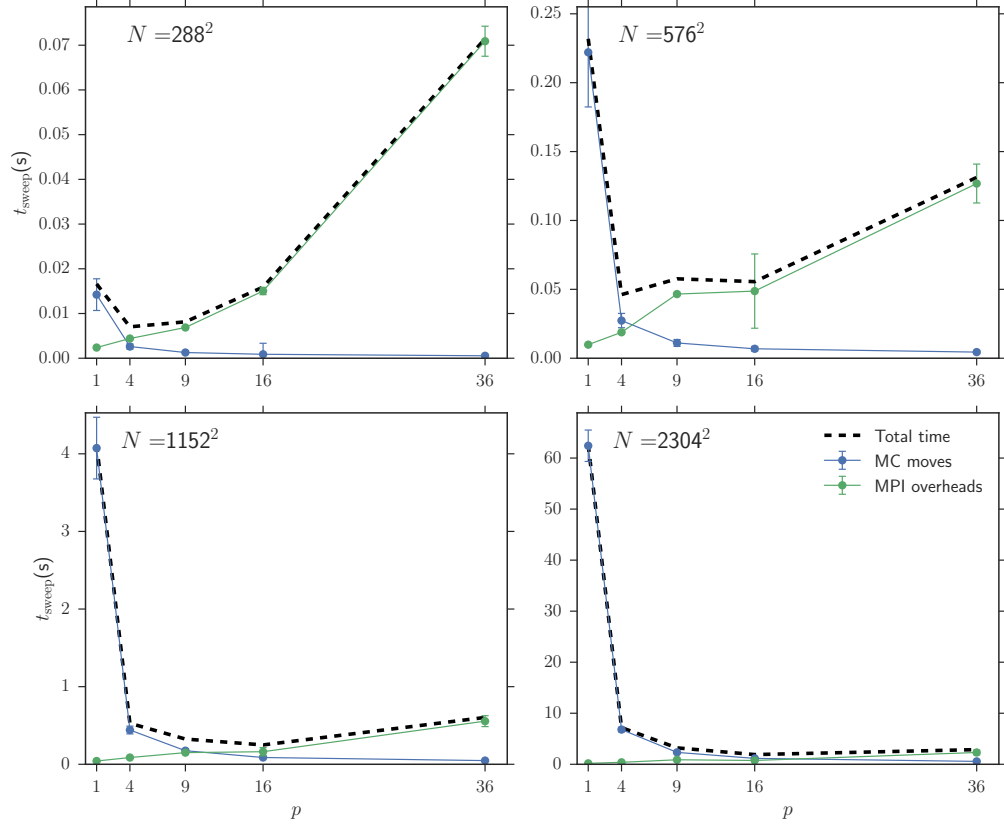 N = 288²
0.07
0.06
0.05
0.04
0.03
0.02
0.01
0.00
t_sweep(s)
1 4 9 16 36
N = 576²
0.25
0.20
0.15
0.10
0.05
0.00
1 4 9 16 36
N = 1152²
4
3
2
1
0
t_sweep(s)
1 4 9 16 36
p
N = 2304²
Total time
MC moves
MPI overheads
60
50
40
30
20
10
0
1 4 9 16 36
p